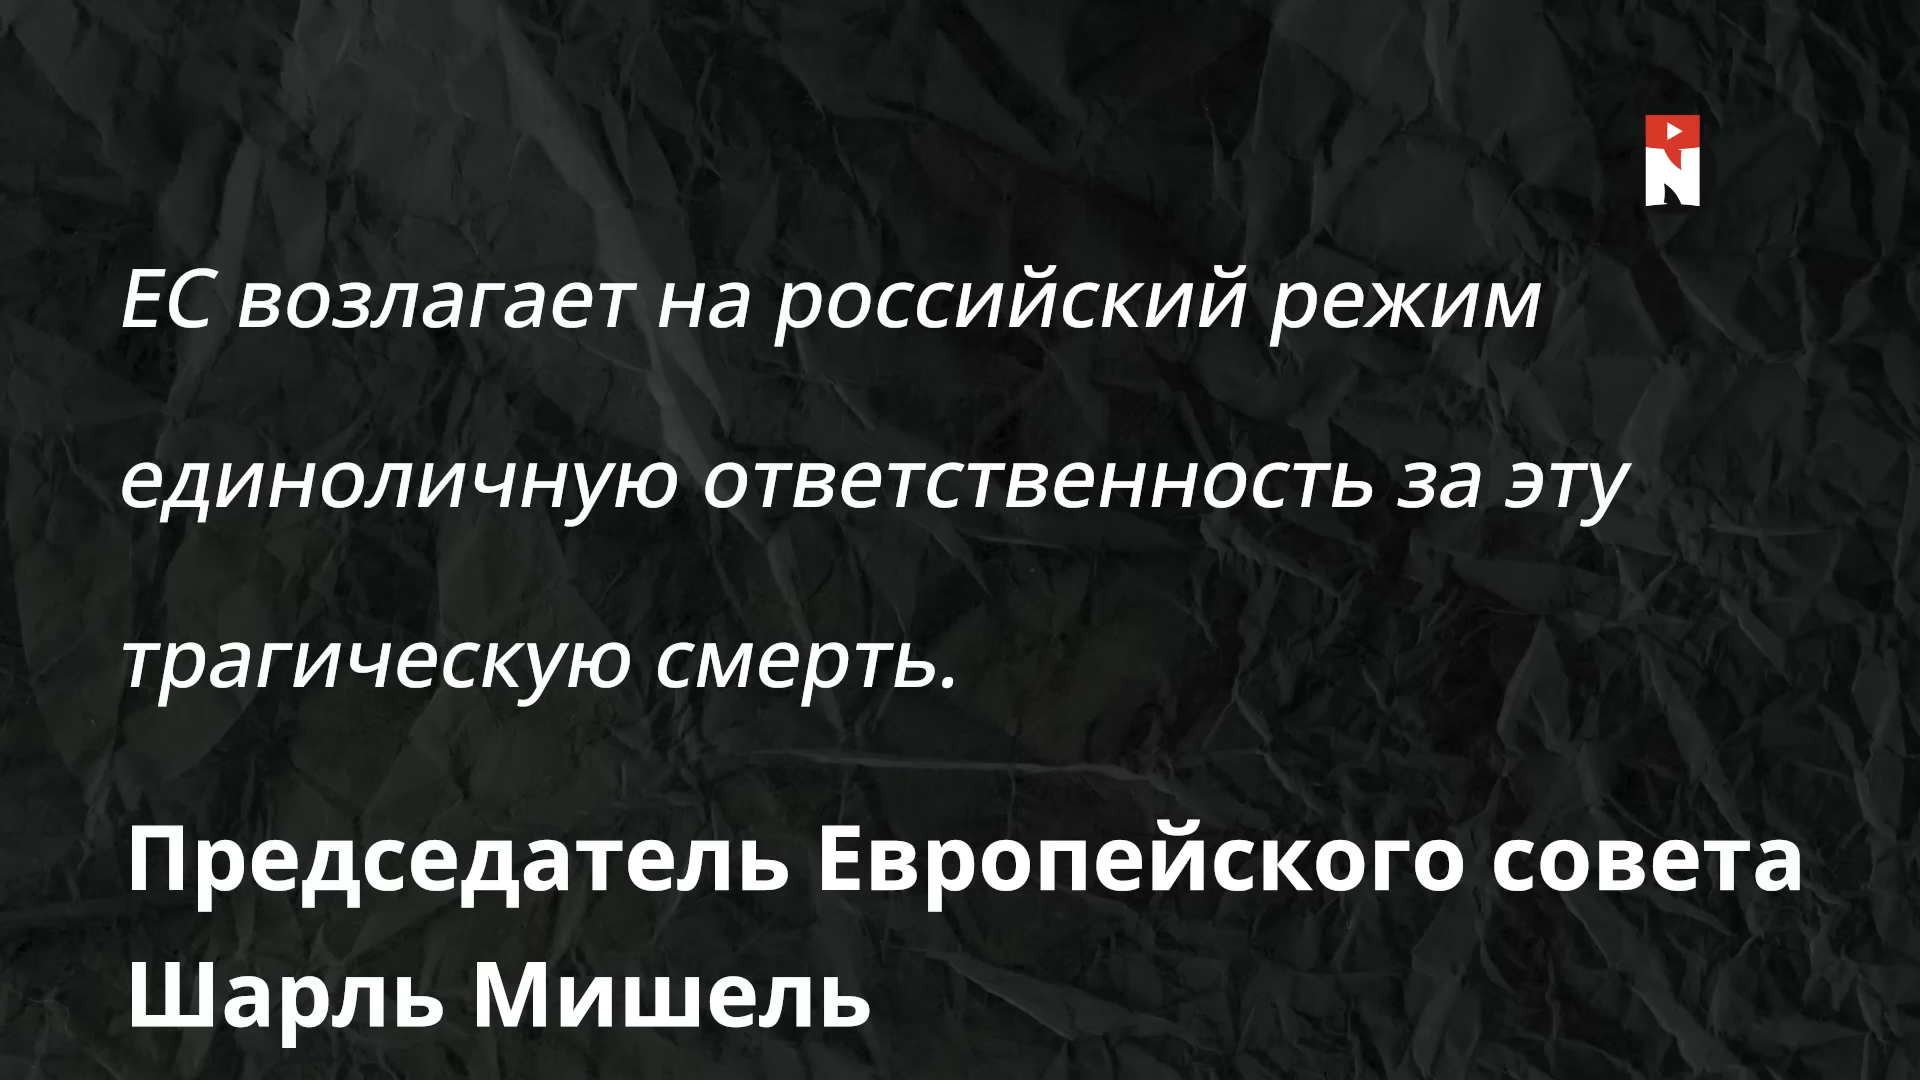 ЕС возлагает на российский режим
единоличную ответственность за эту
трагическую смерть.
Председатель Европейского совета
Шарль Мишель